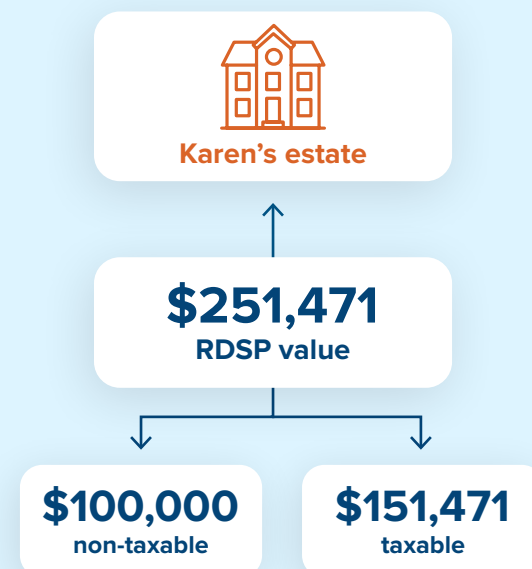 Karen’s estate
$251,471
RDSP value
$100,000
non-taxable
$151,471
taxable